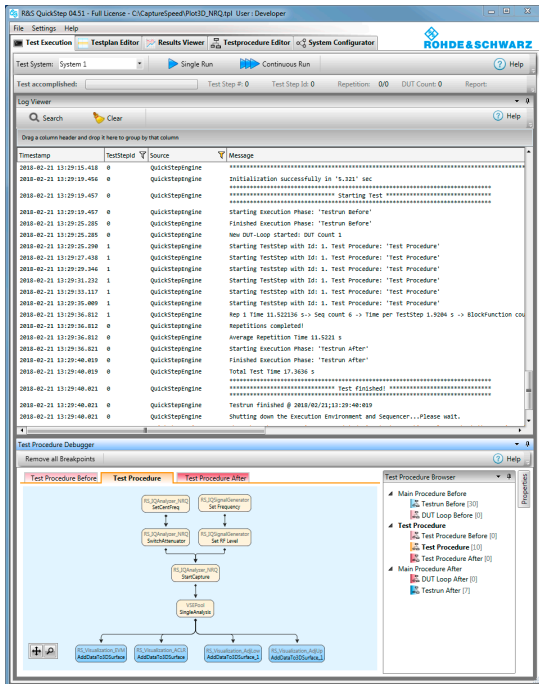 R&S QuickStep 04.51 - Full License - C:\CaptureSpeed\Plot3D_NRQ.tpl User : Developer
File Settings Help
Test Execution Testplan Editor Results Viewer Testprocedure Editor System Configurator
ROHDE&SCHWARZ
Test System: System 1 Single Run Continuous Run Help
Test accomplished: Test Step #: 0 Test Step Id: 0 Repetition: 0/0 DUT Count: 0 Report:
Log Viewer
Search Clear Help
Drag a column header and drop it here to group by that column
Timestamp TestStepId Source Message
2018-02-21 13:29:15.418 0 QuickStepEngine
2018-02-21 13:29:19.456 0 QuickStepEngine Initialization successfully in '5.321' sec
2018-02-21 13:29:19.457 0 QuickStepEngine Starting Test
2018-02-21 13:29:19.457 0 QuickStepEngine Starting Execution Phase: 'Testrun Before'
2018-02-21 13:29:25.285 0 QuickStepEngine Finished Execution Phase: 'Testrun Before'
2018-02-21 13:29:25.285 0 QuickStepEngine New DUT-Loop started: DUT Count 1
2018-02-21 13:29:25.290 1 QuickStepEngine Starting TestStep with Id: 1. Test Procedure: 'Test Procedure'
2018-02-21 13:29:27.438 1 QuickStepEngine Starting TestStep with Id: 1. Test Procedure: 'Test Procedure'
2018-02-21 13:29:29.346 1 QuickStepEngine Starting TestStep with Id: 1. Test Procedure: 'Test Procedure'
2018-02-21 13:29:31.232 1 QuickStepEngine Starting TestStep with Id: 1. Test Procedure: 'Test Procedure'
2018-02-21 13:29:33.117 1 QuickStepEngine Starting TestStep with Id: 1. Test Procedure: 'Test Procedure'
2018-02-21 13:29:35.009 1 QuickStepEngine Starting TestStep with Id: 1. Test Procedure: 'Test Procedure'
2018-02-21 13:29:36.812 1 QuickStepEngine Rep 1 Time 11.522136 s-> Seq count 6 -> Time per TestStep 1.9204 s -> BlockFunction cou
2018-02-21 13:29:36.812 0 QuickStepEngine Repetitions completed!
2018-02-21 13:29:36.812 0 QuickStepEngine Average Repetition Time 11.5221 s
2018-02-21 13:29:36.821 0 QuickStepEngine Starting Execution Phase: 'Testrun After'
2018-02-21 13:29:40.019 0 QuickStepEngine Finished Execution Phase: 'Testrun After'
2018-02-21 13:29:40.019 0 QuickStepEngine Total Test Time 17.3636 s
2018-02-21 13:29:40.021 0 QuickStepEngine Test finished!
2018-02-21 13:29:40.021 0 QuickStepEngine Testrun finished @ 2018/02/21;13:29:40:019
2018-02-21 13:29:40.021 0 QuickStepEngine Shutting down the Execution Environment and Sequencer...Please wait.
Test Procedure Debugger
Remove all Breakpoints Help
Test Procedure Before Test Procedure Test Procedure After
RS_IQAnalyzer_NRQ RS_IQSignalGenerator
SetCentFreq. Set Frequency
RS_IQAnalyzer_NRQ RS_IQSignalGenerator
SwitchAttenuator Set RF Level
RS_IQAnalyzer_NRQ
StartCapture
VSEPool
SingleAnalysis
RS_Visualization_EVM RS_Visualization_ACLR RS_Visualization_AdjLow RS_Visualization_AdjUp
AddDataTo3DSurface AddDataTo3DSurface AddDataTo3DSurface_1 AddDataTo3DSurface_1
Test Procedure Browser
Main Procedure Before
Testrun Before [30]
DUT Loop Before [0]
Test Procedure
Test Procedure Before [0]
Test Procedure [10]
Test Procedure After [0]
Main Procedure After
DUT Loop After [0]
Testrun After [7]
Properties